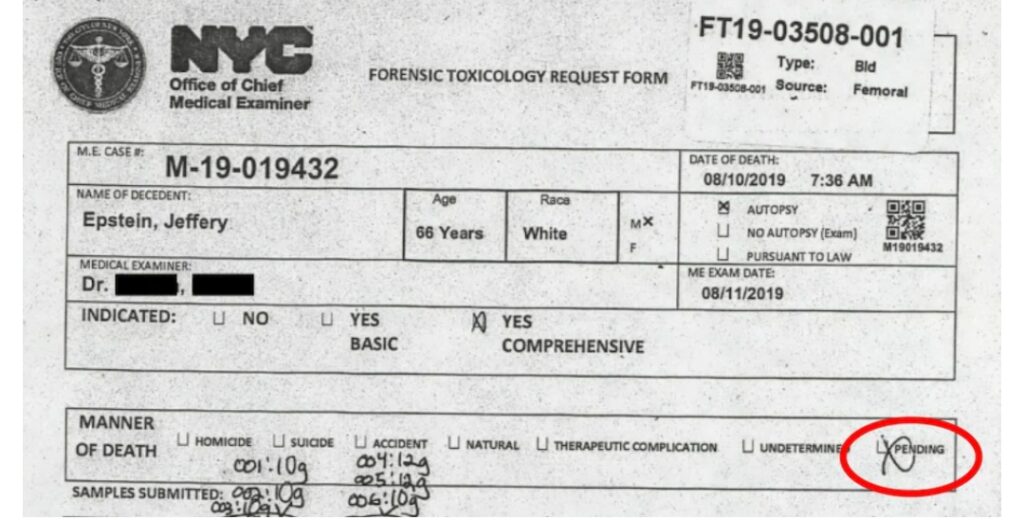 NYC
Office of Chief
Medical Examiner
FORENSIC TOXICOLOGY REQUEST FORM
FT19-03508-001
FT19-03508-001
Type: Bld
Source: Femoral
M.E. CASE #: M-19-019432
DATE OF DEATH:
08/10/2019 7:36 AM
NAME OF DECEDENT:
Epstein, Jeffery
Age
66 Years
Race
White
M X
F
AUTOPSY
NO AUTOPSY (Exam)
PURSUANT TO LAW
M19019432
MEDICAL EXAMINER:
Dr. ,
ME EXAM DATE:
08/11/2019
INDICATED: NO YES BASIC YES COMPREHENSIVE
MANNER OF DEATH
HOMICIDE SUICIDE ACCIDENT NATURAL THERAPEUTIC COMPLICATION UNDETERMINE PENDING
001:10g 004:12g
005:12g
SAMPLES SUBMITTED: 002:10g 006:10g
003:10g